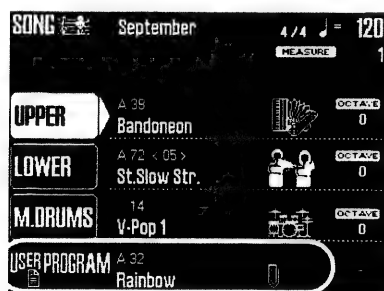 SONG September 4/4 ♩= 120
MEASURE 1
UPPER A 39 OCTAVE
Bandoneon 0
LOWER A 72 < 05 > OCTAVE
St.Slow Str. 0
M.DRUMS 14 OCTAVE
V-Pop 1 0
USER PROGRAM A 32
Rainbow